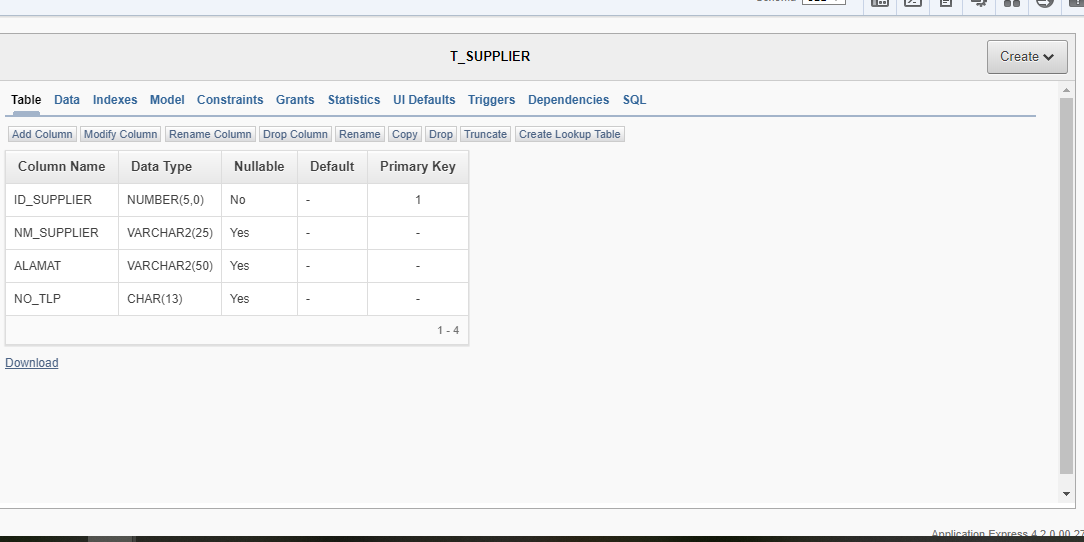 T_SUPPLIER
Create
Table Data Indexes Model Constraints Grants Statistics UI Defaults Triggers Dependencies SQL
Add Column Modify Column Rename Column Drop Column Rename Copy Drop Truncate Create Lookup Table
Column Name Data Type Nullable Default Primary Key
ID_SUPPLIER NUMBER(5,0) No - 1
NM_SUPPLIER VARCHAR2(25) Yes - -
ALAMAT VARCHAR2(50) Yes - -
NO_TLP CHAR(13) Yes - -
1 - 4
Download
Application Express 4.2.0.00.27